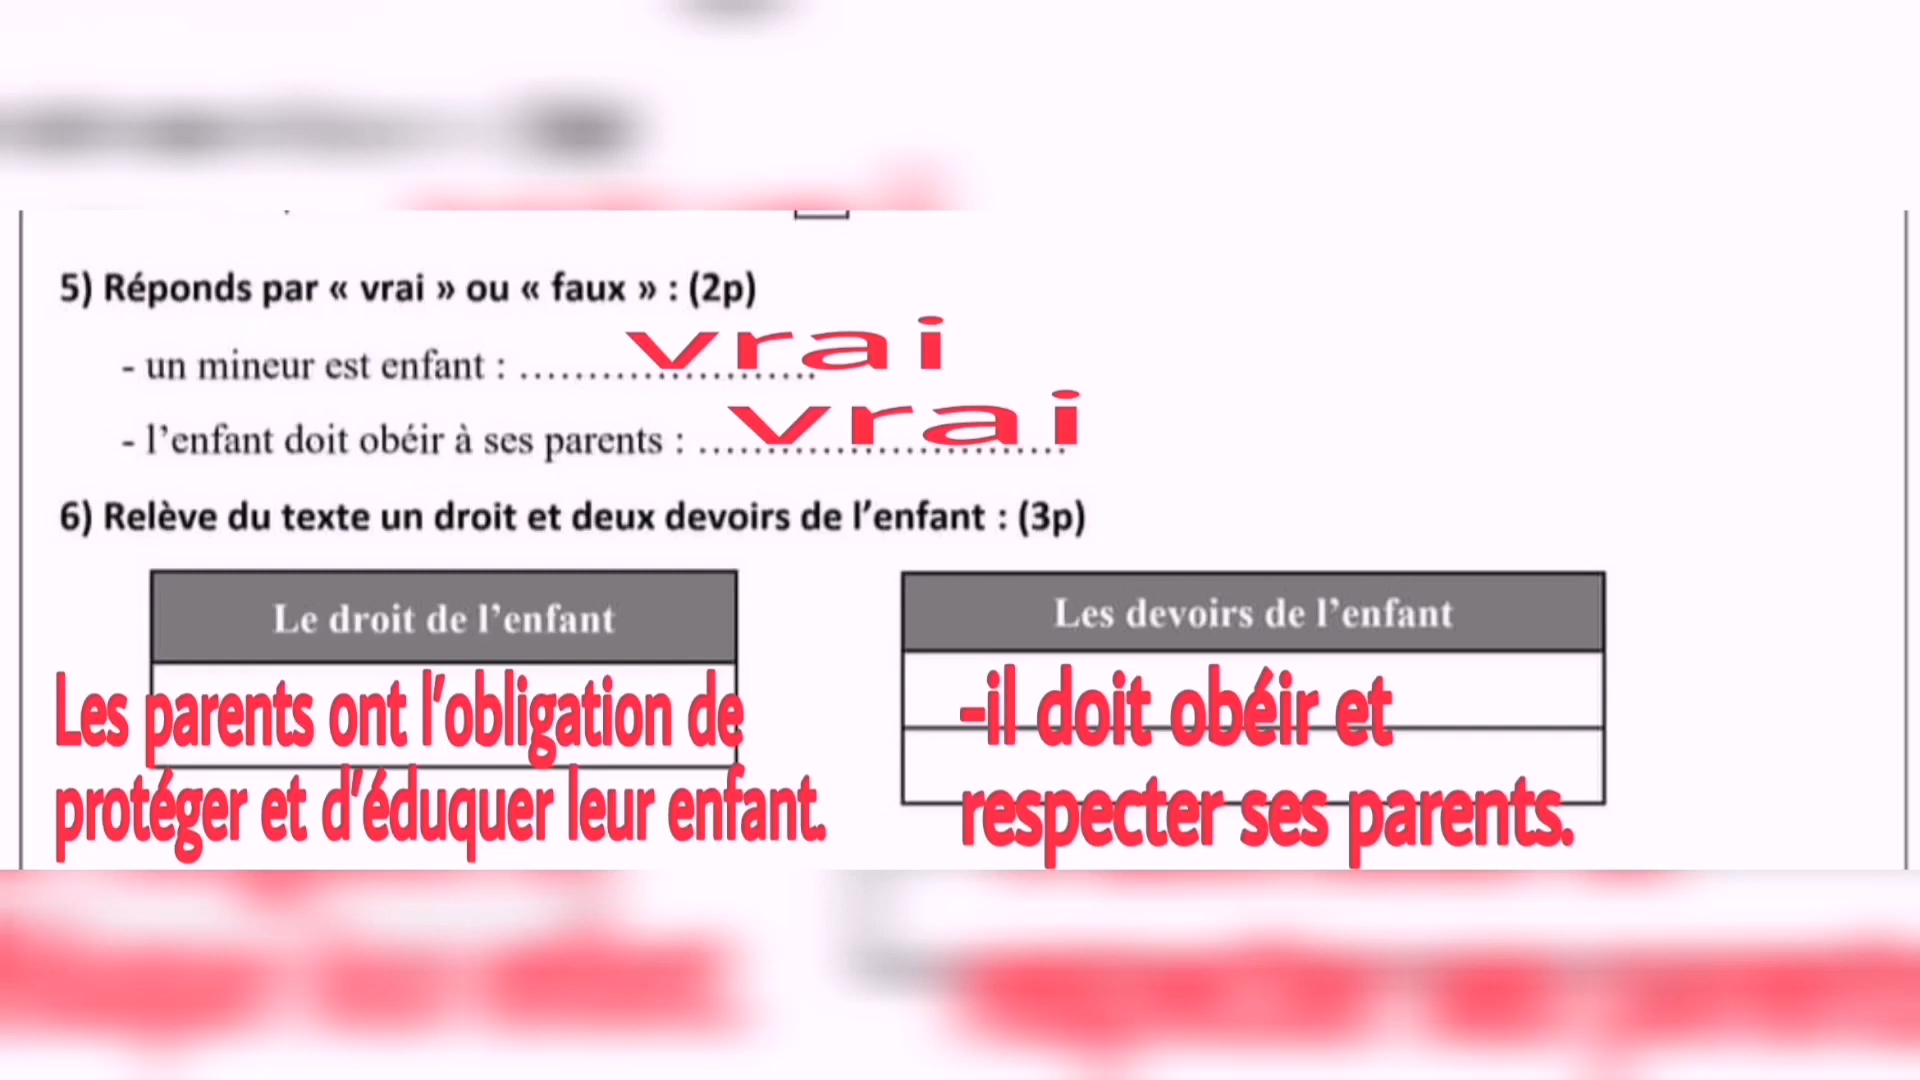 5) Réponds par « vrai » ou « faux » : (2p)
- un mineur est enfant : ........................ vrai
- l’enfant doit obéir à ses parents : ............................ vrai
6) Relève du texte un droit et deux devoirs de l’enfant : (3p)
Le droit de l’enfant
Les parents ont l’obligation de
protéger et d’éduquer leur enfant.
Les devoirs de l’enfant
-il doit obéir et
respecter ses parents.